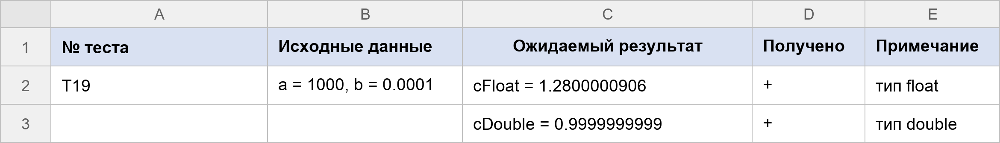 A B C D E
1 № теста Исходные данные Ожидаемый результат Получено Примечание
2 T19 a = 1000, b = 0.0001 cFloat = 1.2800000906 + тип float
3 cDouble = 0.9999999999 + тип double